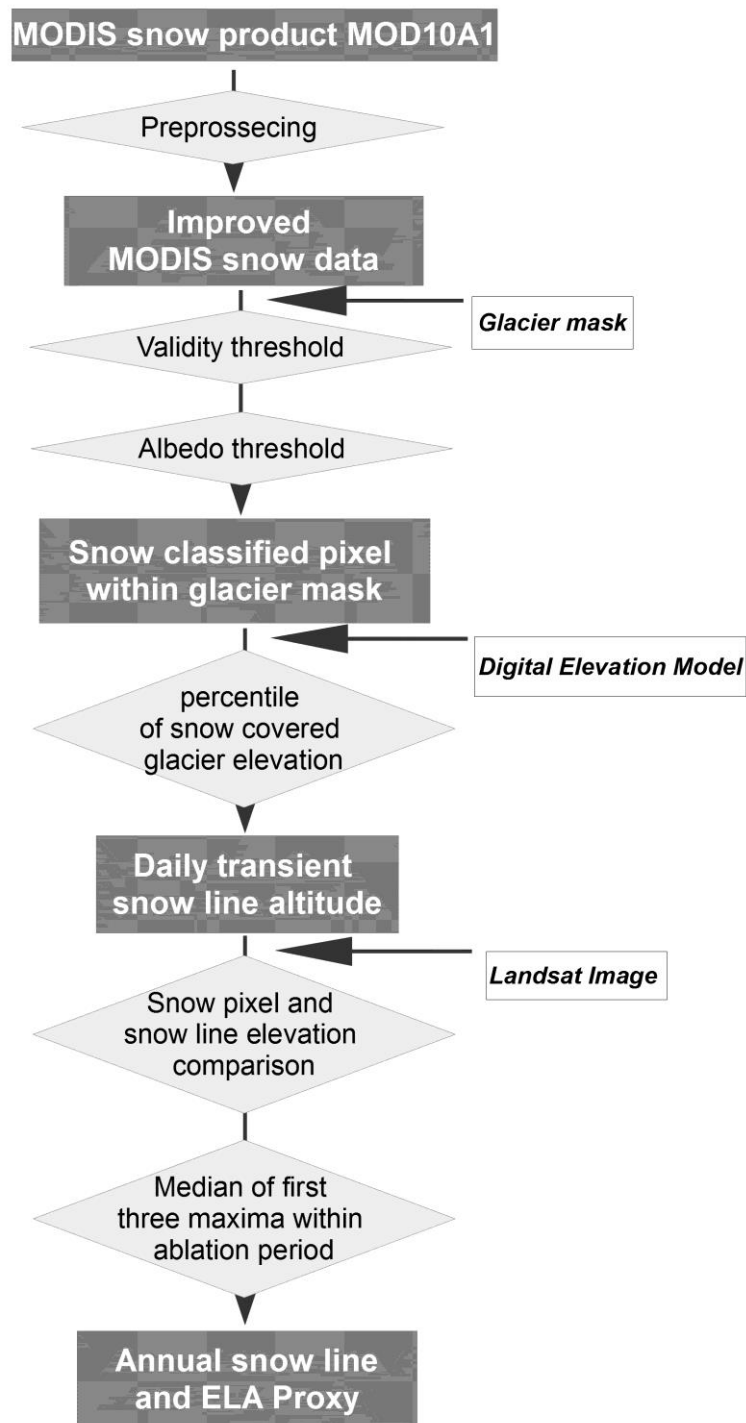 MODIS snow product MOD10A1
Preprossecing
Improved
MODIS snow data
Glacier mask
Validity threshold
Albedo threshold
Snow classified pixel
within glacier mask
Digital Elevation Model
percentile
of snow covered
glacier elevation
Daily transient
snow line altitude
Landsat Image
Snow pixel and
snow line elevation
comparison
Median of first
three maxima within
ablation period
Annual snow line
and ELA Proxy